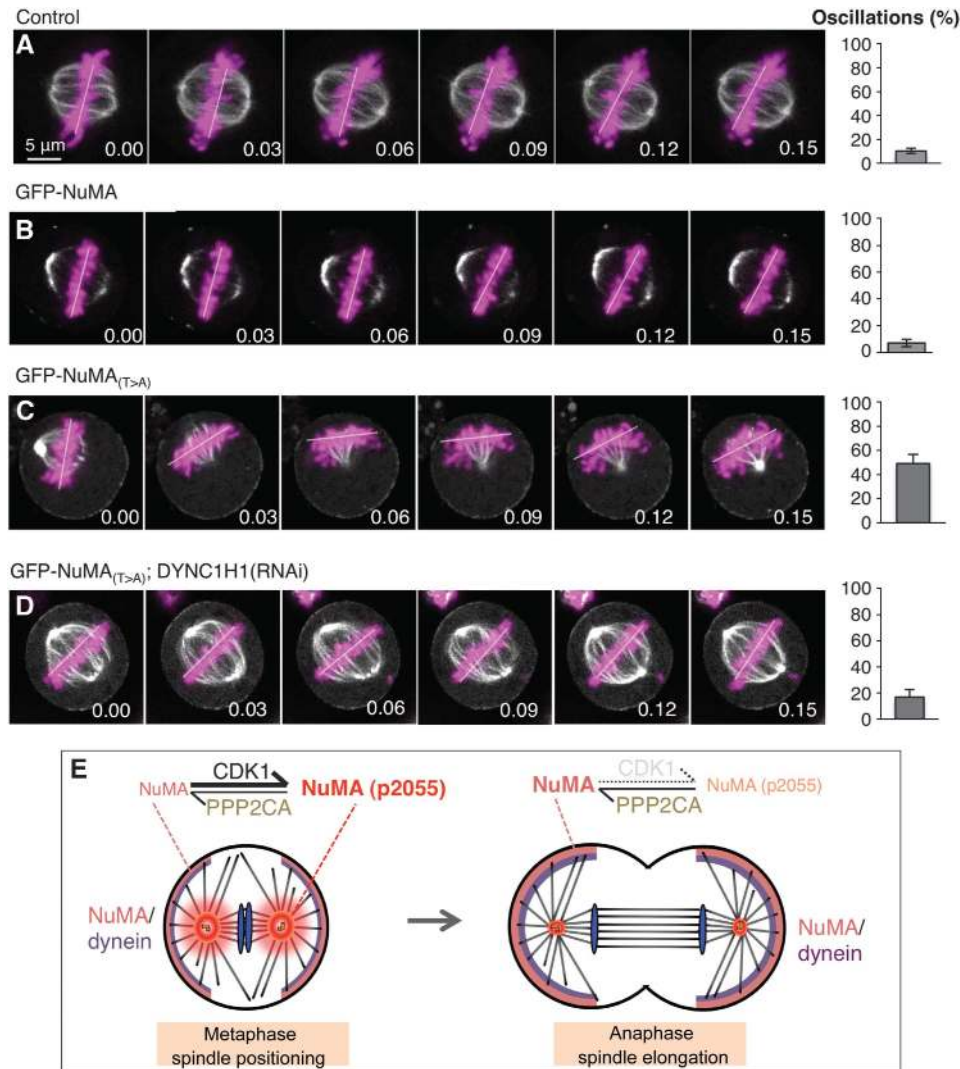 Control
Oscillations (%)
A
5 µm
0.00
0.03
0.06
0.09
0.12
0.15
100
80
60
40
20
0
GFP-NuMA
B
0.00
0.03
0.06
0.09
0.12
0.15
100
80
60
40
20
0
GFP-NuMA(T>A)
C
0.00
0.03
0.06
0.09
0.12
0.15
100
80
60
40
20
0
GFP-NuMA(T>A); DYNC1H1(RNAi)
D
0.00
0.03
0.06
0.09
0.12
0.15
100
80
60
40
20
0
E
CDK1
NuMA
NuMA (p2055)
PPP2CA
NuMA/
dynein
Metaphase
spindle positioning
CDK1
NuMA
NuMA (p2055)
PPP2CA
NuMA/
dynein
Anaphase
spindle elongation